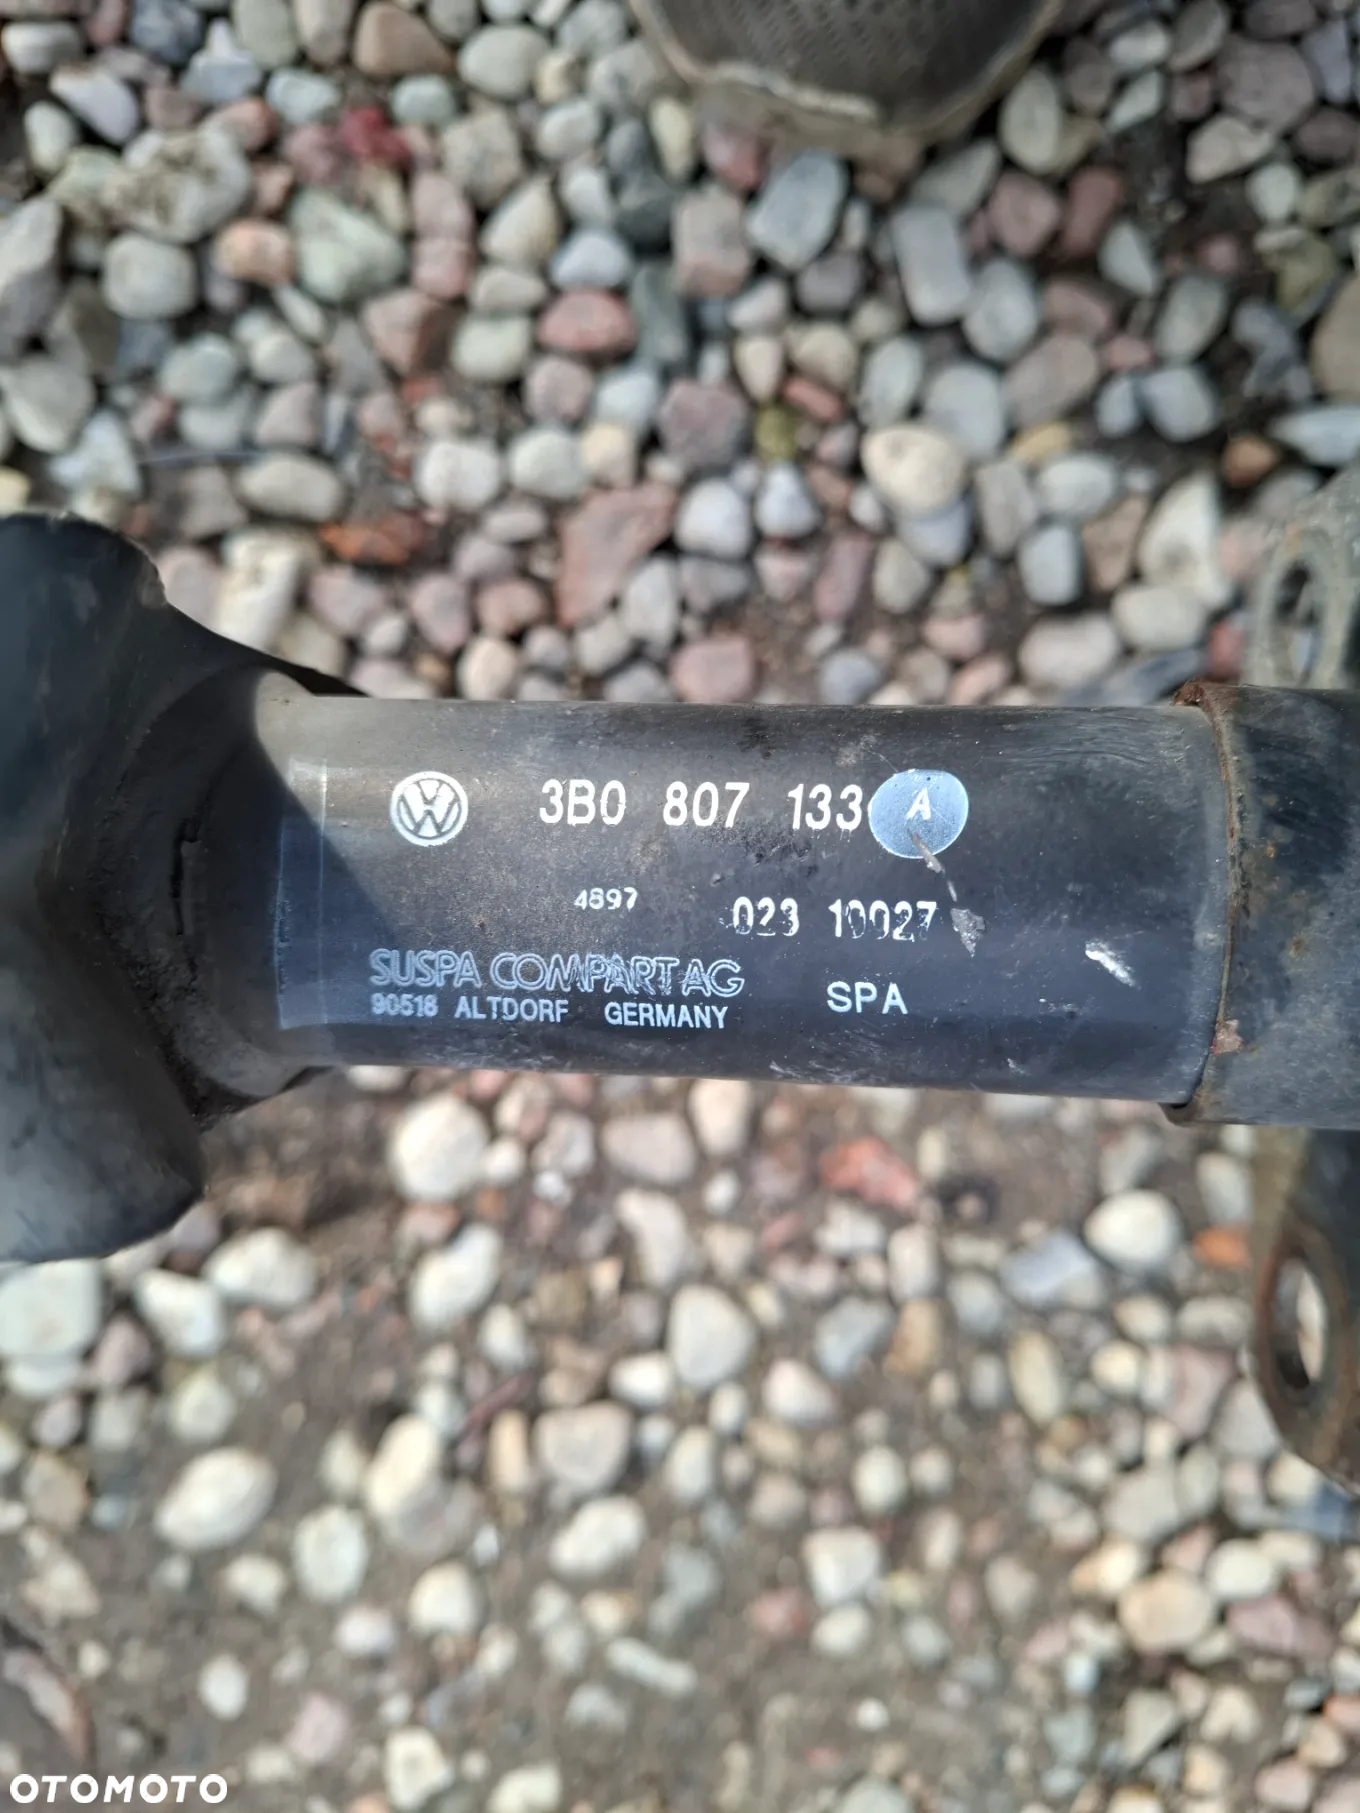 3B0 807 133 A
4897 023 10027
SUSPA COMPART AG
90518 ALTDORF GERMANY SPA
OTOMOTO